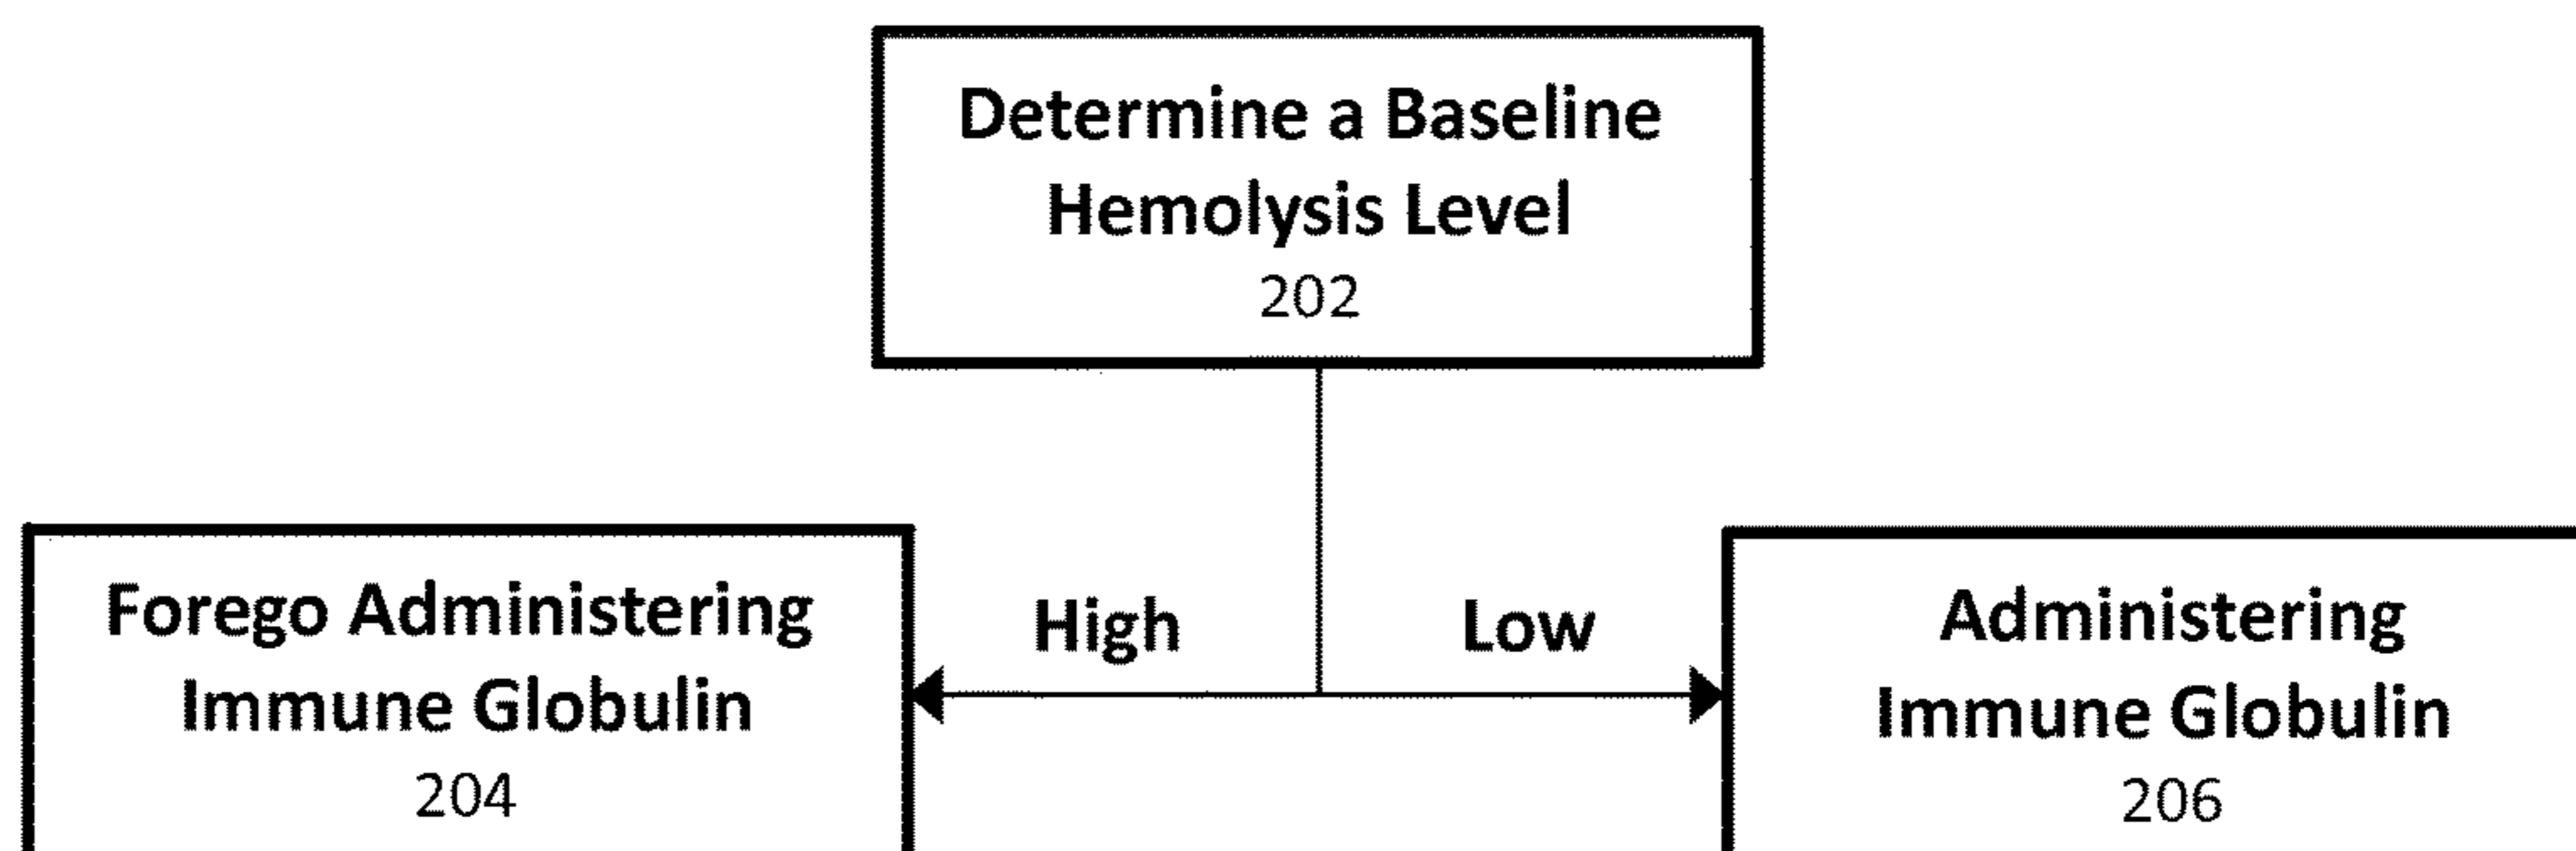 Determine a Baseline
Hemolysis Level
202
Forego Administering
Immune Globulin
204
High
Low
Administering
Immune Globulin
206